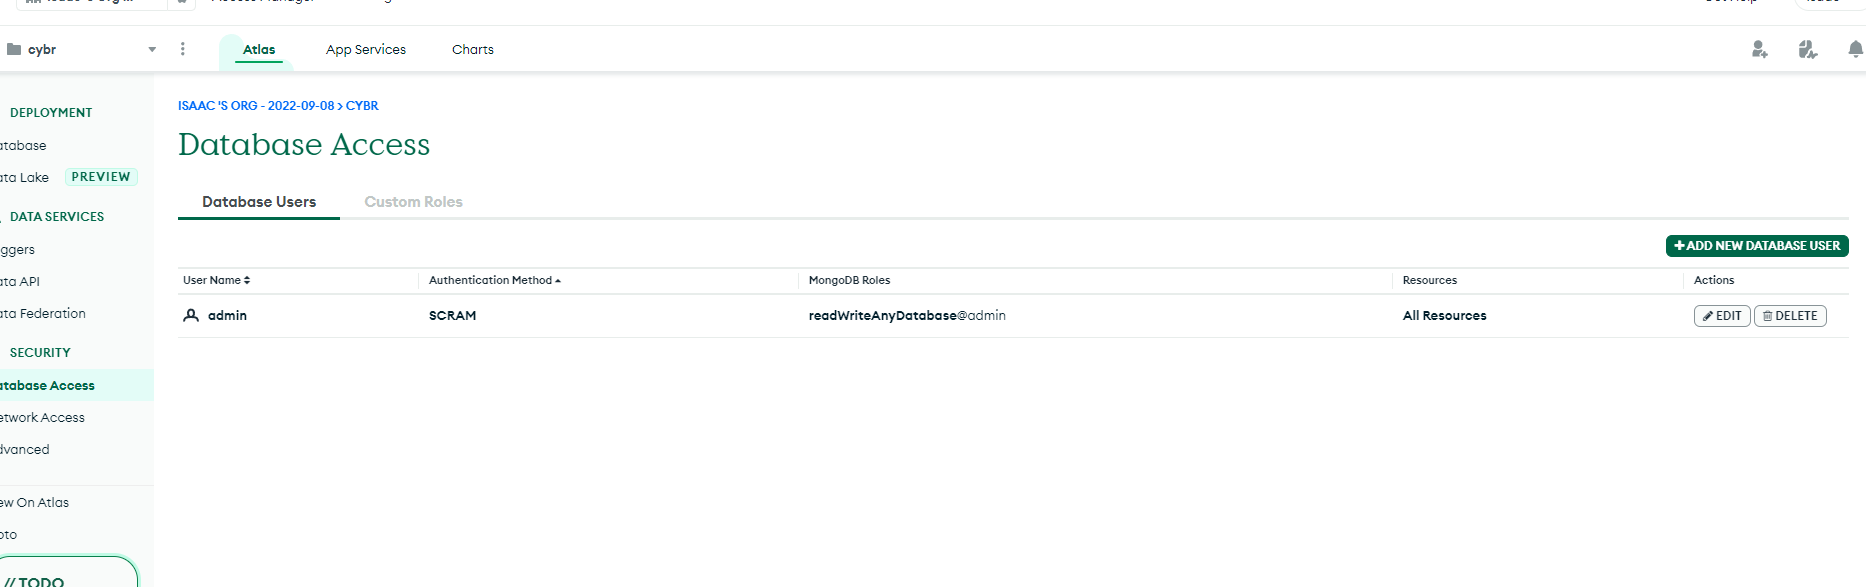 cybr
Atlas
App Services
Charts
DEPLOYMENT
atabase
ata Lake PREVIEW
DATA SERVICES
ggers
ata API
ata Federation
SECURITY
atabase Access
etwork Access
dvanced
ew On Atlas
oto
// TODO
ISAAC 'S ORG - 2022-09-08 > CYBR
Database Access
Database Users Custom Roles
+ ADD NEW DATABASE USER
User Name Authentication Method MongoDB Roles Resources Actions
admin SCRAM readWriteAnyDatabase@admin All Resources EDIT DELETE